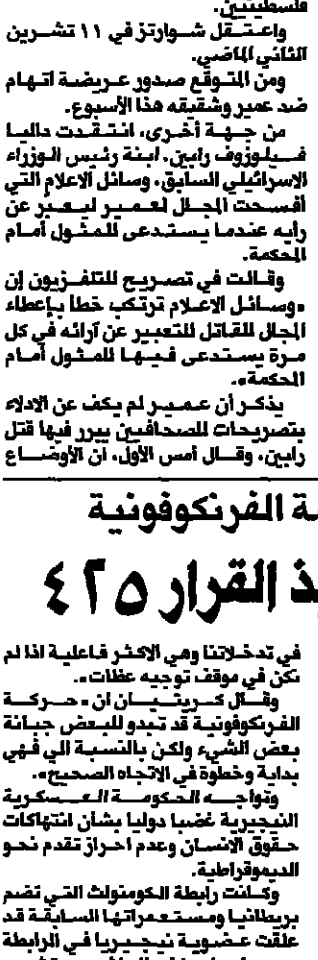 فلسطينيين.
واعتقل شوارتز في ١١ تشرين
الثاني الماضي.
ومن المتوقع صدور عريضة اتهام
ضد عمير وشقيقه هذا الأسبوع.
من جهة أخرى، انتقدت داليا
فيلوزوف رابين، ابنة رئيس الوزراء
الاسرائيلي السابق، وسائل الاعلام التي
أفسحت المجال لعمير ليعبر عن
رأيه عندما يستدعى للمثول أمام
المحكمة.
وقالت في تصريح للتلفزيون إن
«وسائل الاعلام ترتكب خطأ بإعطاء
المجال للقاتل للتعبير عن آرائه في كل
مرة يستدعى فيها للمثول أمام
المحكمة».
يذكر أن عمير لم يكف عن الادلاء
بتصريحات للصحافيين يبرر فيها قتل
رابين. وقال أمس الأول، ان الأوضاع
ة الفرنكوفونية
ذ القرار ٤٢٥
في تدخلاتنا وهي الاكثر فاعلية اذا لم
نكن في موقف توجيه عظات».
وقال كريتيان ان «حركة
الفرنكوفونية قد تبدو للبعض جبانة
بعض الشيء ولكن بالنسبة الي فهي
بداية وخطوة في الاتجاه الصحيح».
وتواجه الحكومة العسكرية
النيجيرية غضبا دوليا بشأن انتهاكات
حقوق الانسان وعدم احراز تقدم نحو
الديموقراطية.
وكانت رابطة الكومنولث التي تضم
بريطانيا ومستعمراتها السابقة قد
علقت عضوية نيجيريا في الرابطة